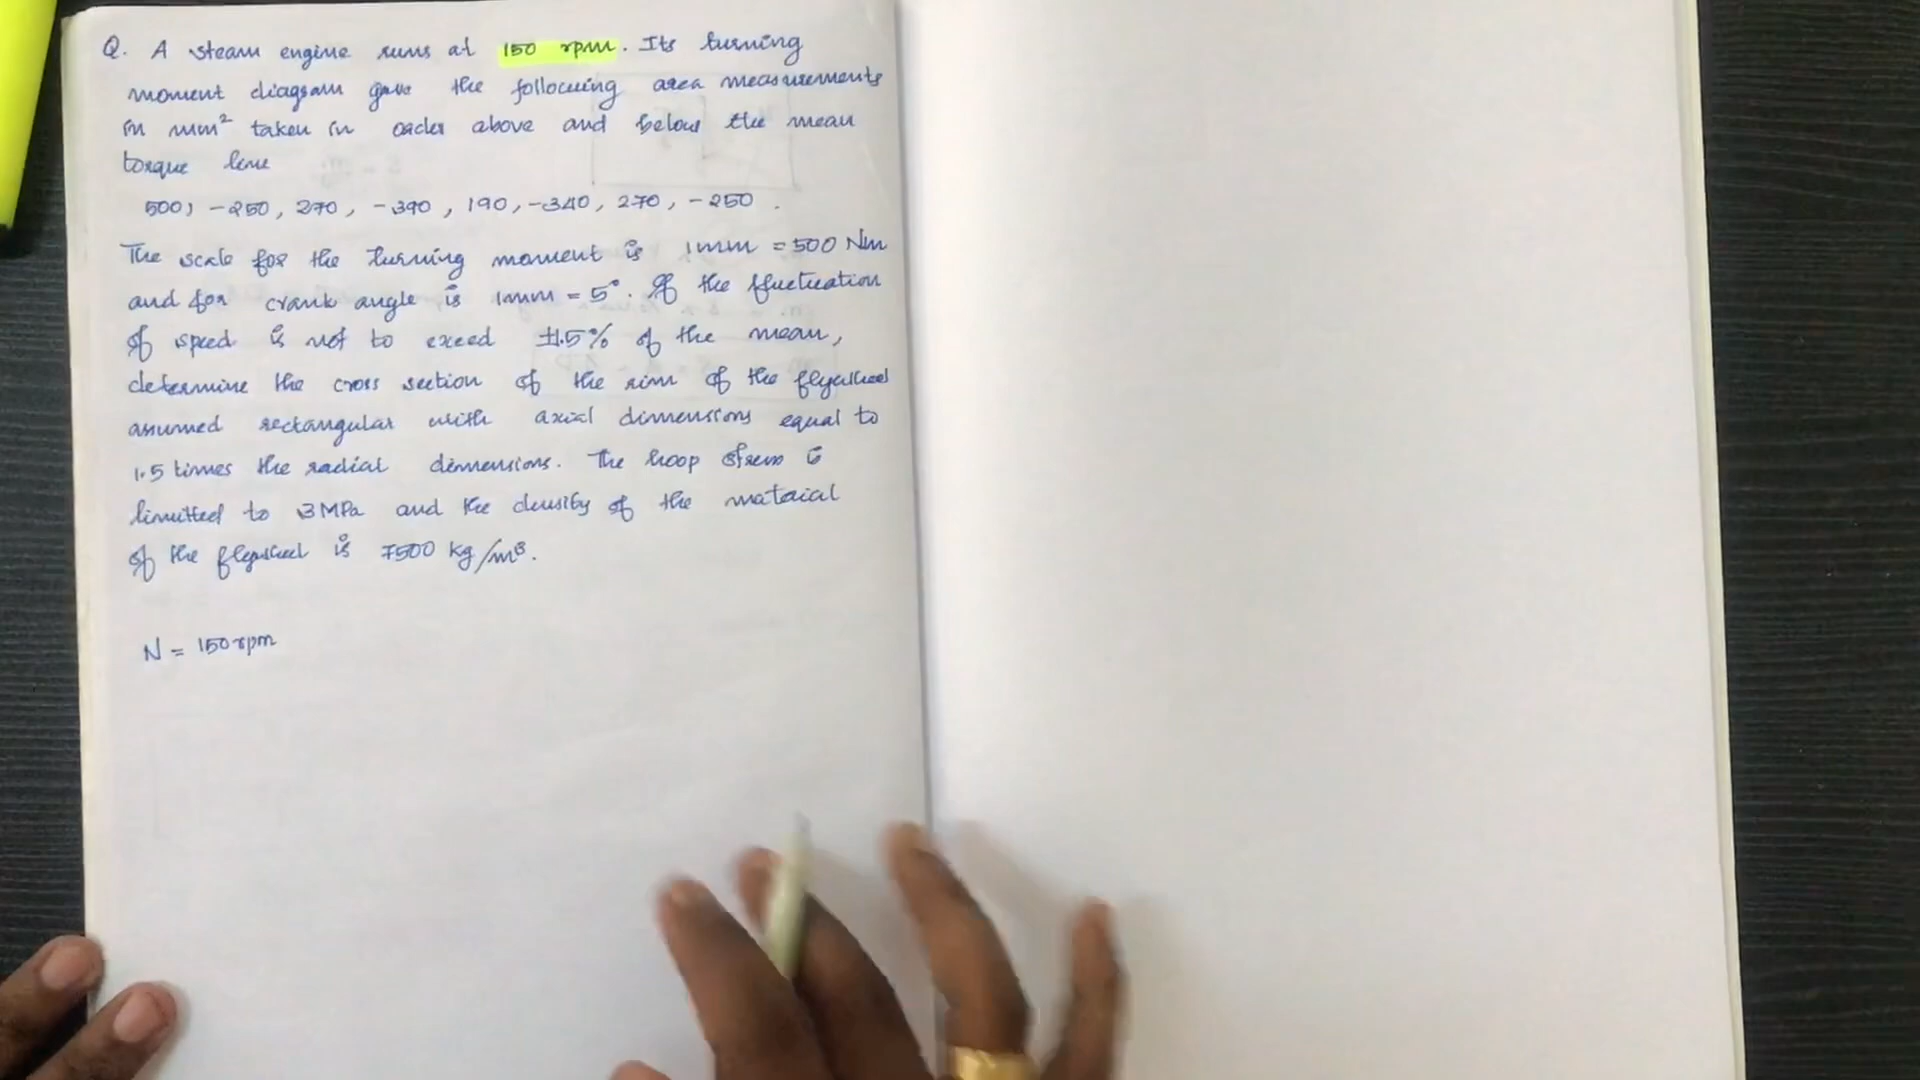 Q. A steam engine runs at 150 rpm. Its turning
moment diagram gave the following area measurements
in mm² taken in order above and below the mean
torque line
500, -250, 270, -390, 190, -340, 270, -250.
The scale for the turning moment is 1mm = 500 Nm
and for crank angle is 1mm = 5°. If the fluctuation
of speed is not to exceed ±1.5% of the mean,
determine the cross section of the rim of the flywheel
assumed rectangular with axial dimensions equal to
1.5 times the radial dimensions. The hoop stress is
limitted to 3 MPa and the density of the material
of the flywheel is 7500 kg/m³.
N = 150 rpm